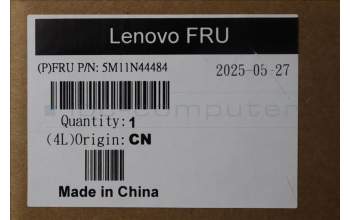 Lenovo FRU
(P)FRU P/N: 5M11N44484
2025-05-27
Quantity: 1
(4L)Origin: CN
Made in China